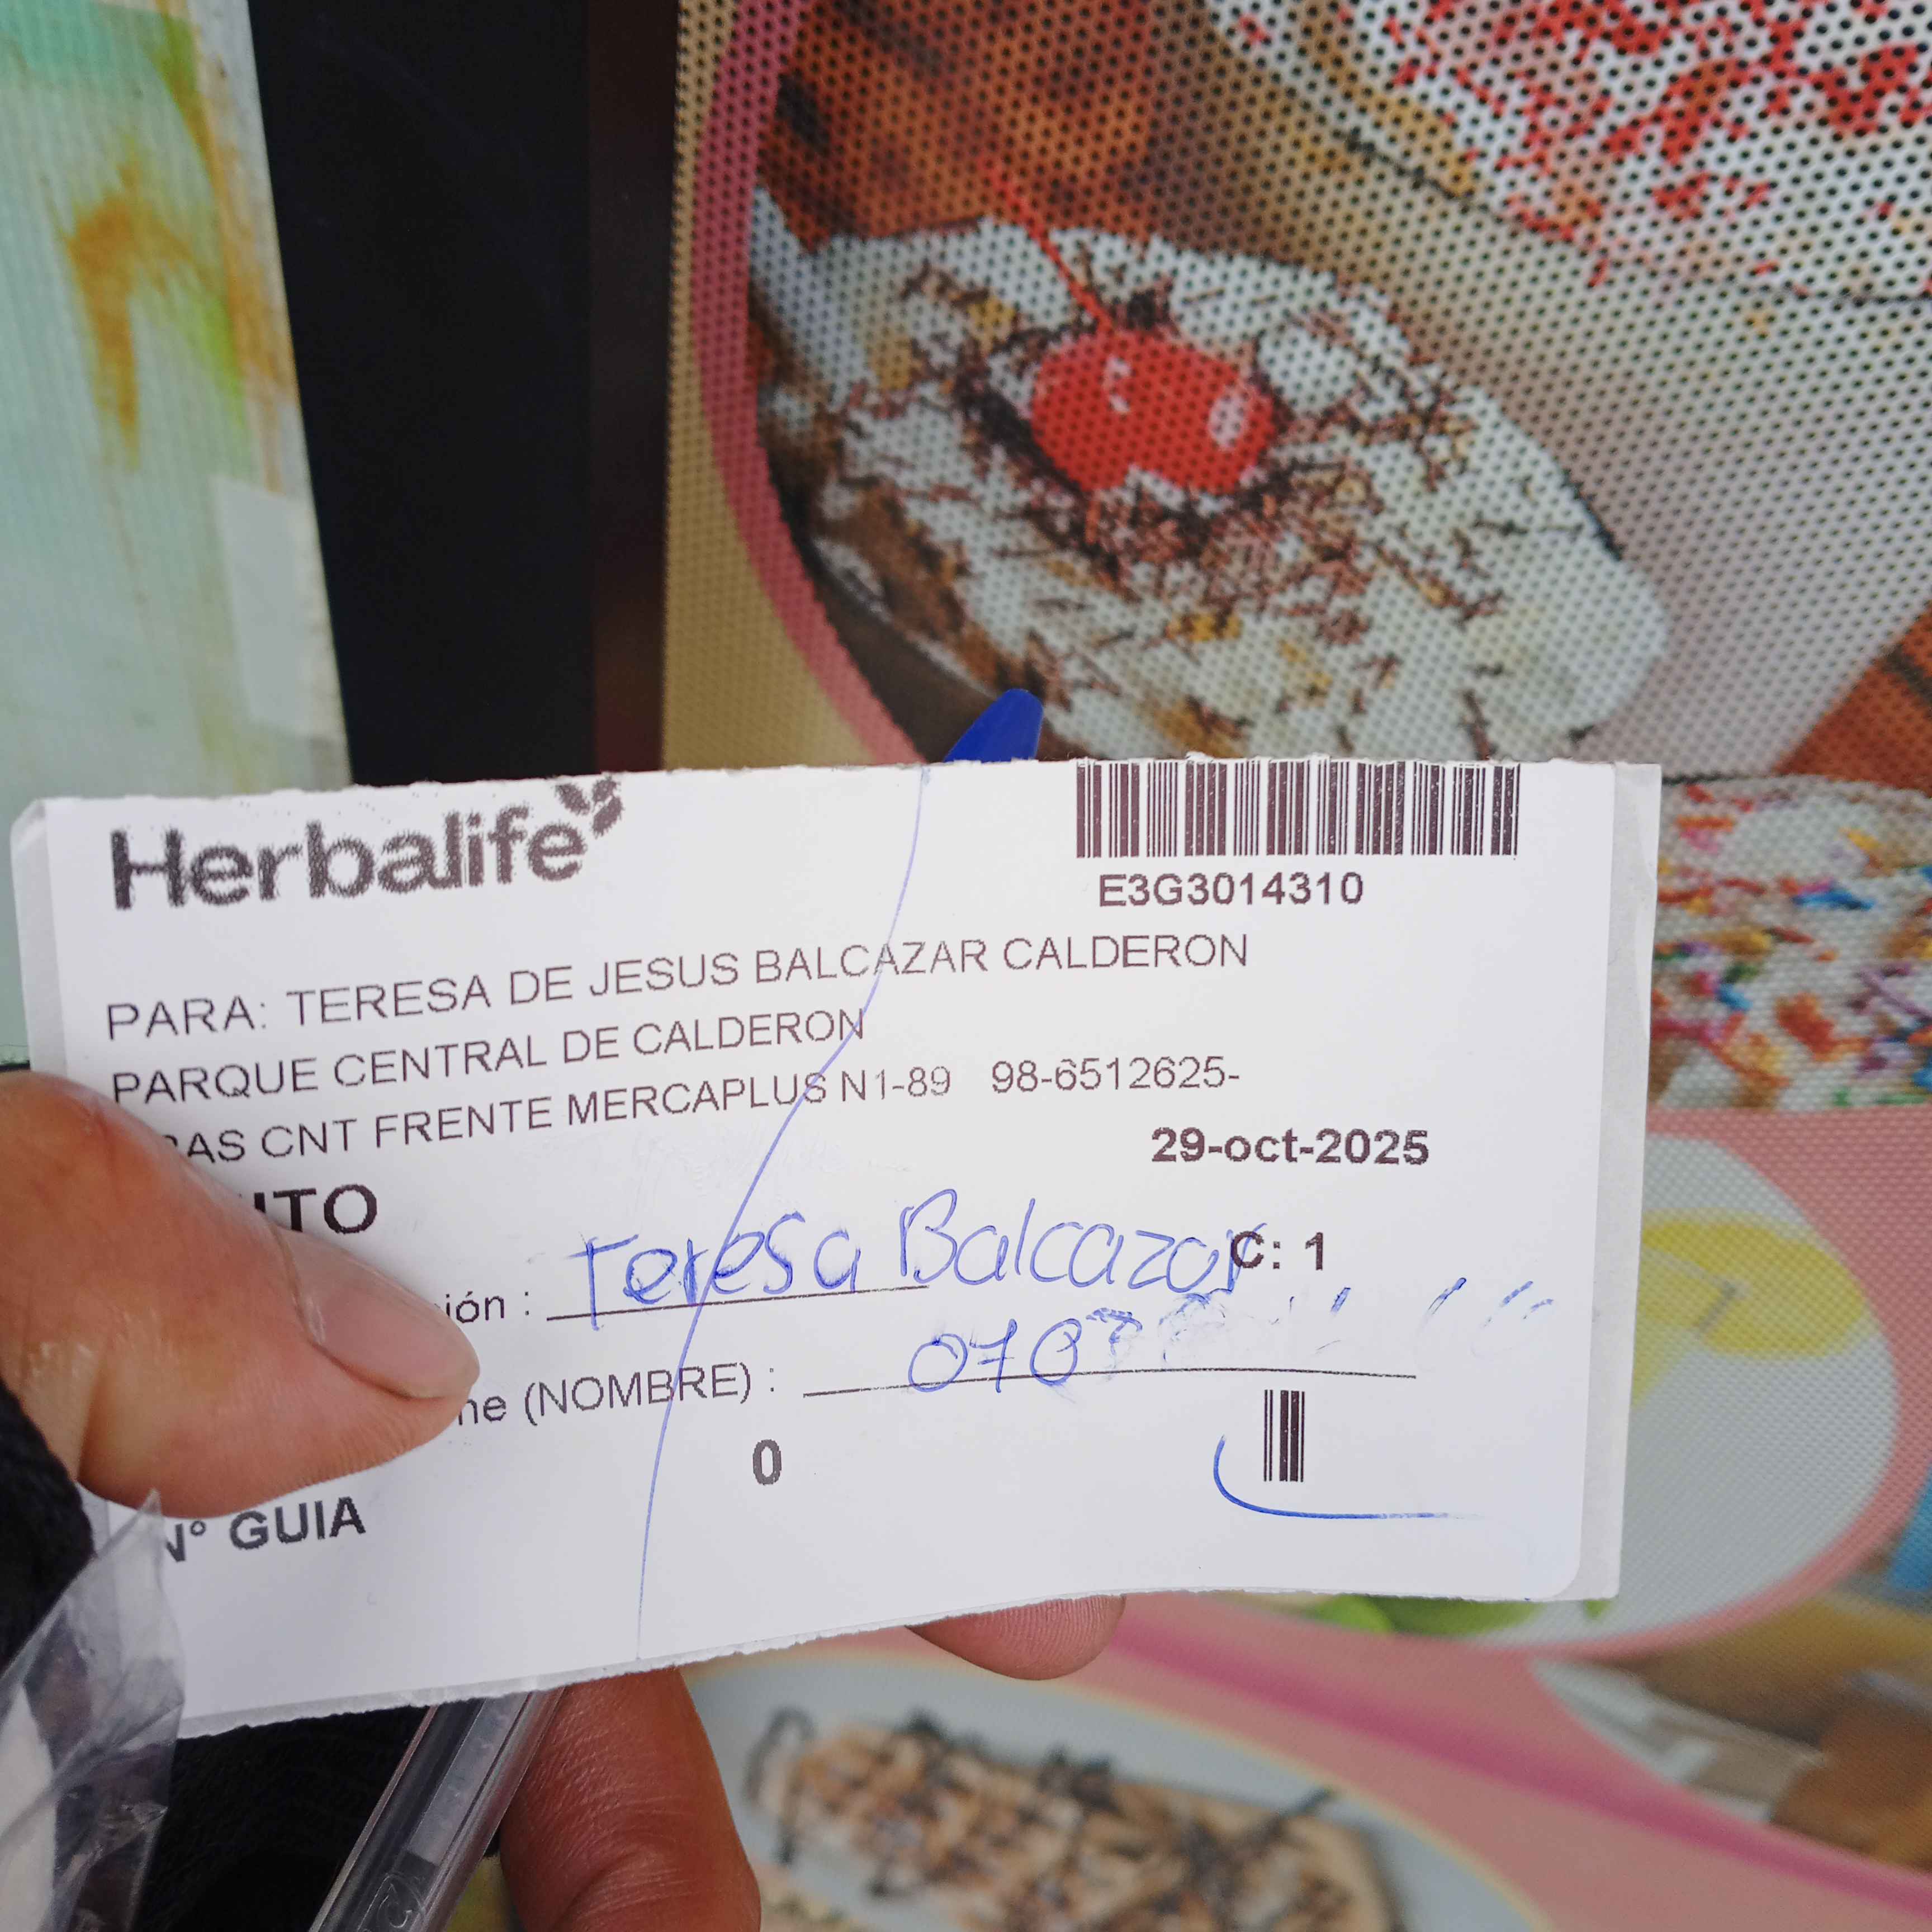 Herbalife
E3G3014310
PARA: TERESA DE JESUS BALCAZAR CALDERON
PARQUE CENTRAL DE CALDERON
CNT FRENTE MERCAPLUS N1-89 98-6512625-
29-oct-2025
Teresa Balcazar
C: 1
(NOMBRE) :
0
N° GUIA